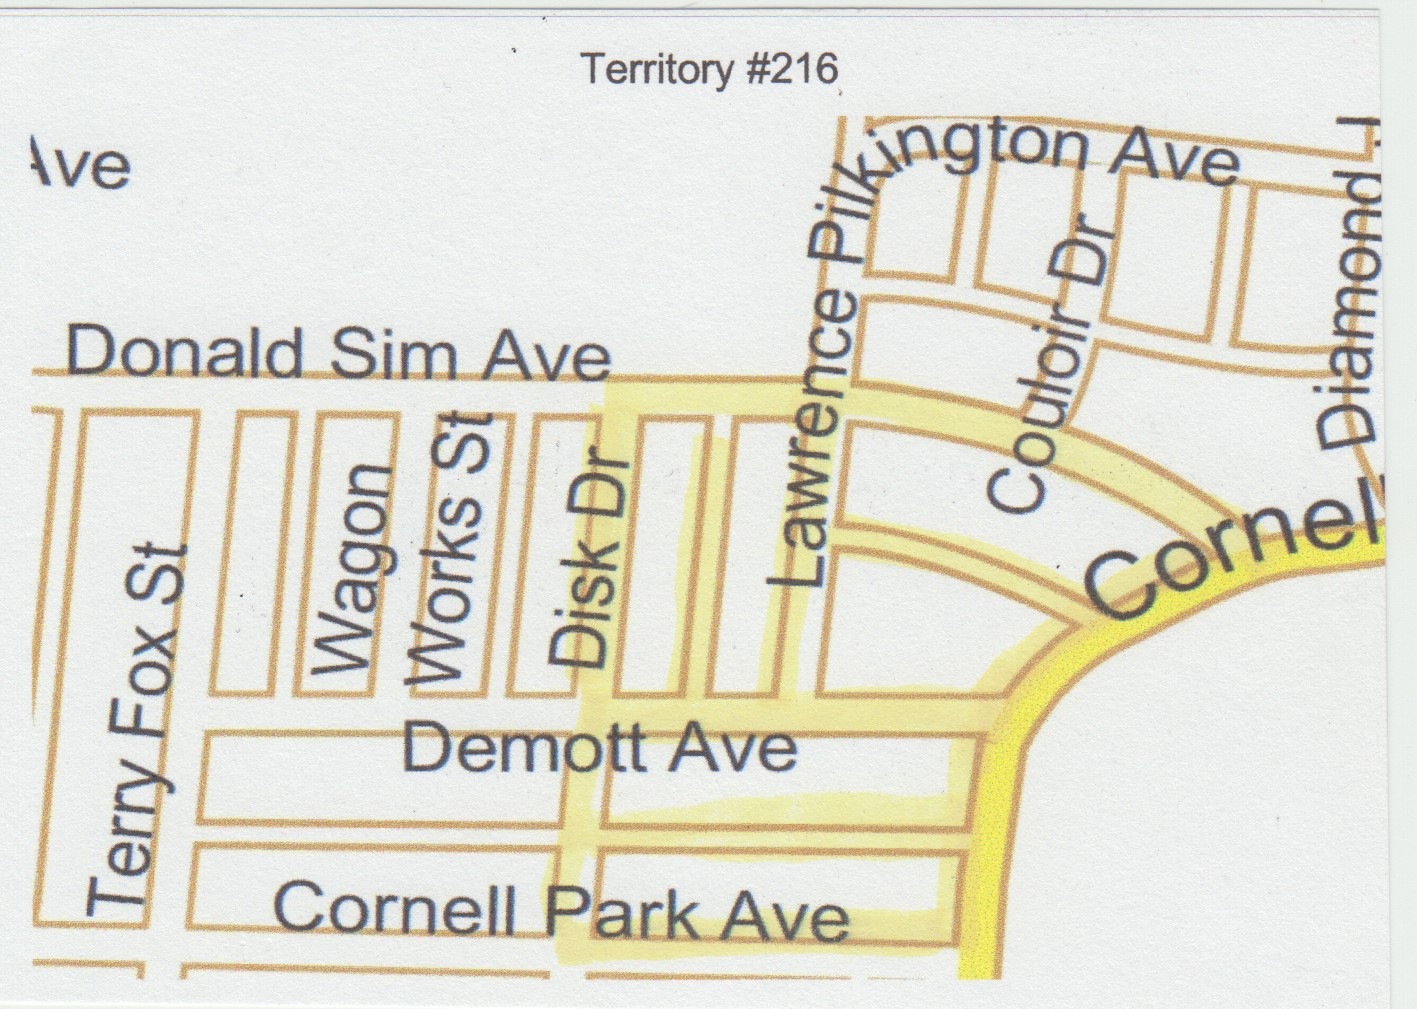 Territory #216
Ave
Lawrence Pilkington Ave
Diamond
Couloir Dr
Donald Sim Ave
Cornell
Terry Fox St
Wagon
Works St
Disk Dr
Demott Ave
Cornell Park Ave